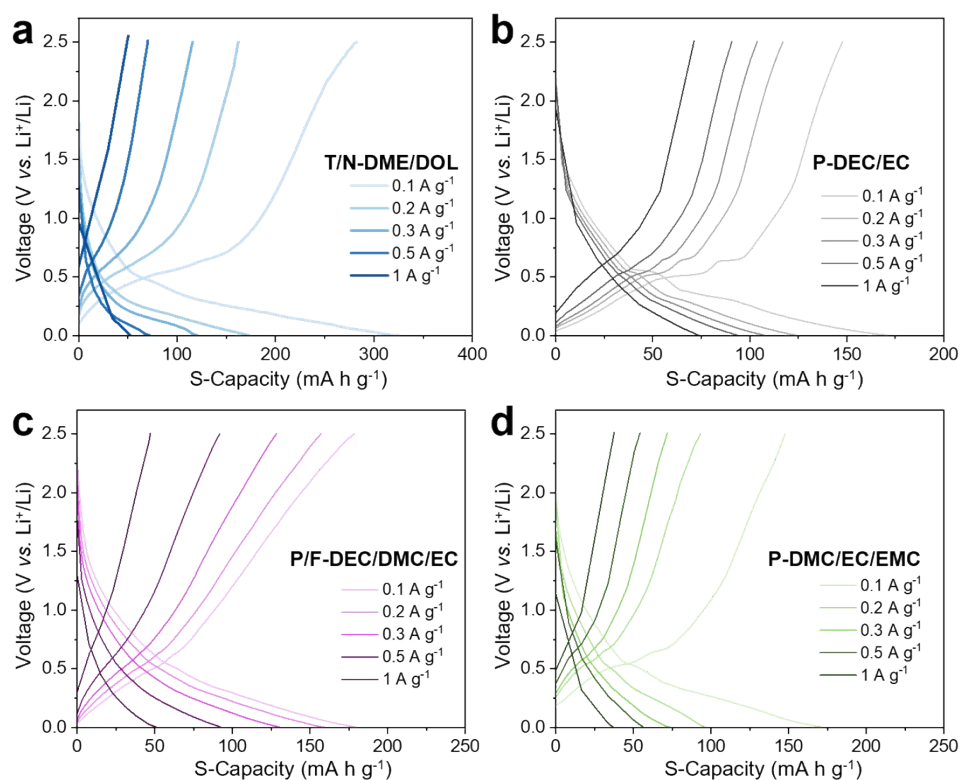 a
Voltage (V vs. Li⁺/Li)
2.5
2.0
1.5
1.0
0.5
0.0
T/N-DME/DOL
0.1 A g⁻¹
0.2 A g⁻¹
0.3 A g⁻¹
0.5 A g⁻¹
1 A g⁻¹
0 100 200 300 400
S-Capacity (mA h g⁻¹)
b
Voltage (V vs. Li⁺/Li)
2.5
2.0
1.5
1.0
0.5
0.0
P-DEC/EC
0.1 A g⁻¹
0.2 A g⁻¹
0.3 A g⁻¹
0.5 A g⁻¹
1 A g⁻¹
0 50 100 150 200
S-Capacity (mA h g⁻¹)
c
Voltage (V vs. Li⁺/Li)
2.5
2.0
1.5
1.0
0.5
0.0
P/F-DEC/DMC/EC
0.1 A g⁻¹
0.2 A g⁻¹
0.3 A g⁻¹
0.5 A g⁻¹
1 A g⁻¹
0 50 100 150 200 250
S-Capacity (mA h g⁻¹)
d
Voltage (V vs. Li⁺/Li)
2.5
2.0
1.5
1.0
0.5
0.0
P-DMC/EC/EMC
0.1 A g⁻¹
0.2 A g⁻¹
0.3 A g⁻¹
0.5 A g⁻¹
1 A g⁻¹
0 50 100 150 200 250
S-Capacity (mA h g⁻¹)